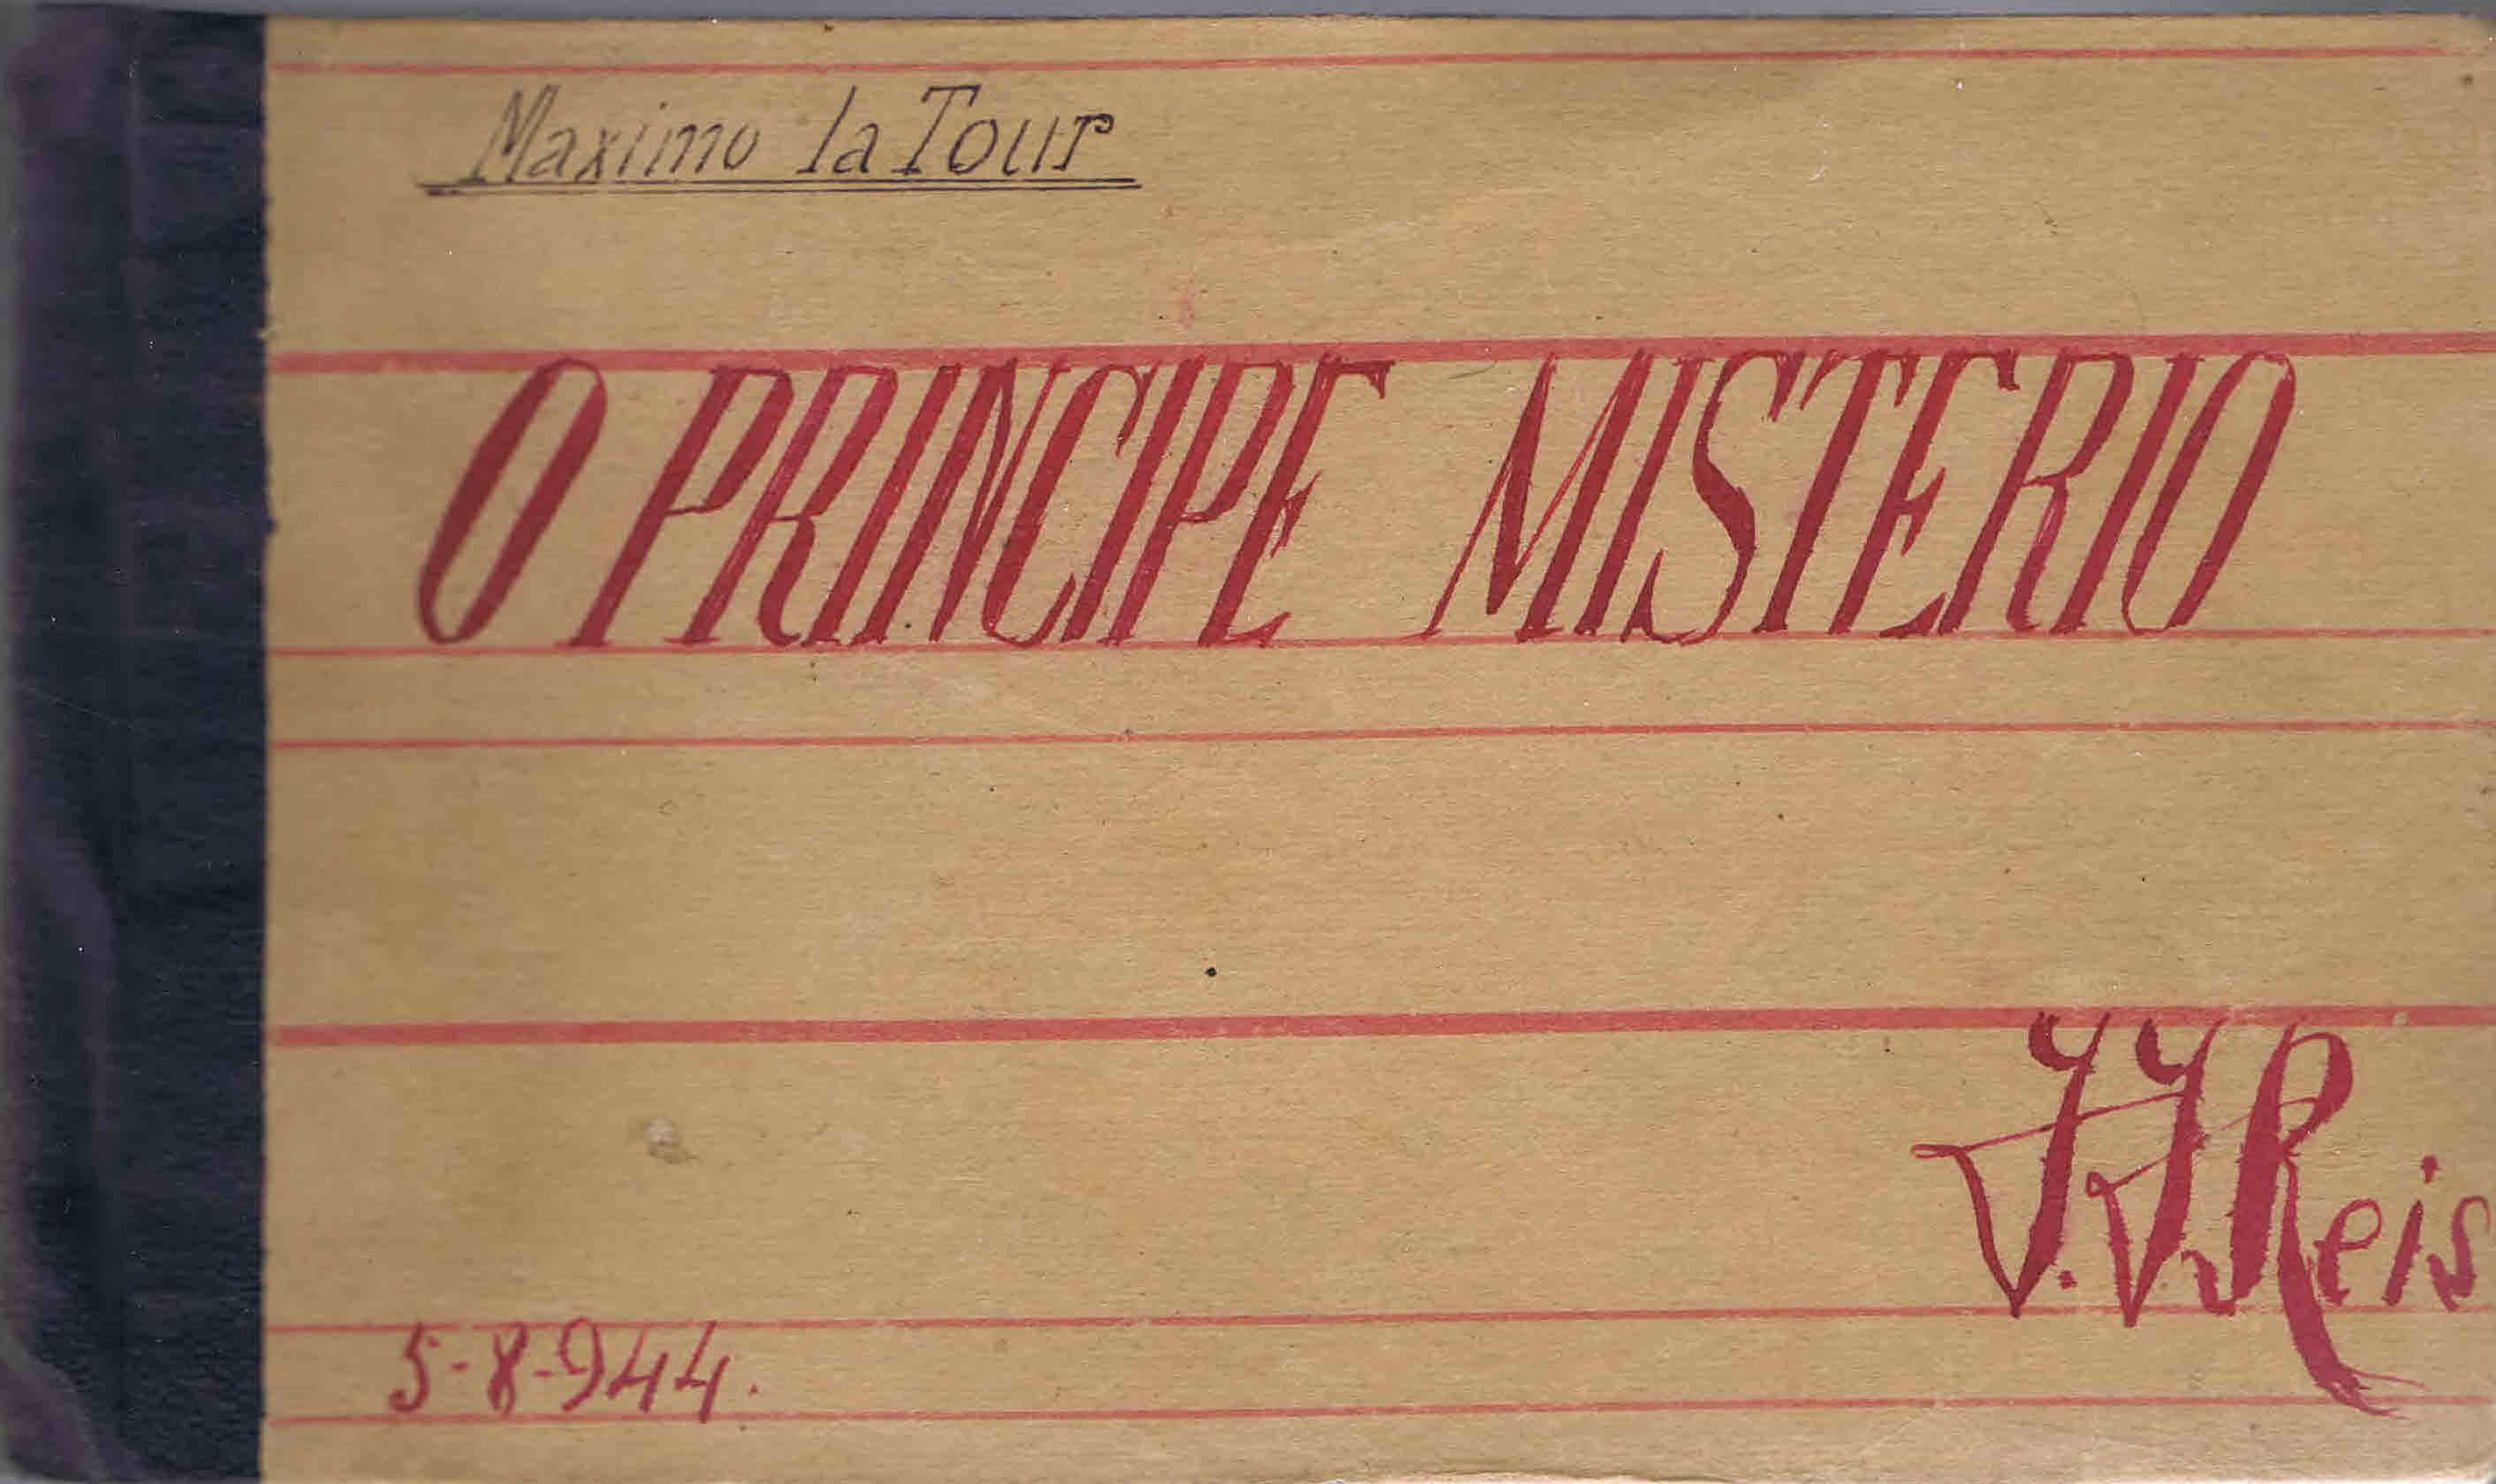 Maximo la Tour
O PRINCIPE MISTERIO
J. J. Reis
5-8-944.